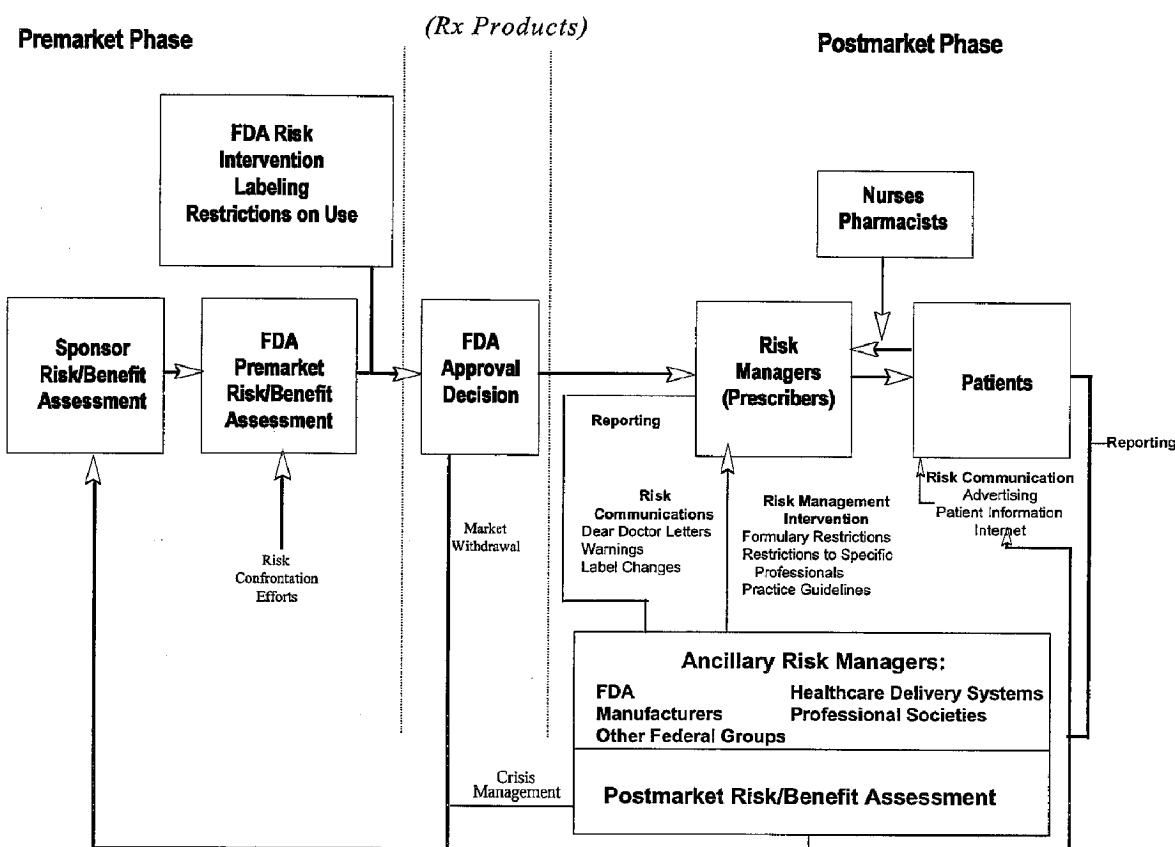 (Rx Products)
Premarket Phase
Postmarket Phase
FDA Risk
Intervention
Labeling
Restrictions on Use
Nurses
Pharmacists
Sponsor
Risk/Benefit
Assessment
FDA
Premarket
Risk/Benefit
Assessment
FDA
Approval
Decision
Risk
Managers
(Prescribers)
Patients
Reporting
Reporting
Risk
Confrontation
Efforts
Market
Withdrawal
Risk
Communications
Dear Doctor Letters
Warnings
Label Changes
Risk Management
Intervention
Formulary Restrictions
Restrictions to Specific
Professionals
Practice Guidelines
Risk Communication
Advertising
Patient Information
Internet
Ancillary Risk Managers:
FDA
Manufacturers
Other Federal Groups
Healthcare Delivery Systems
Professional Societies
Crisis
Management
Postmarket Risk/Benefit Assessment